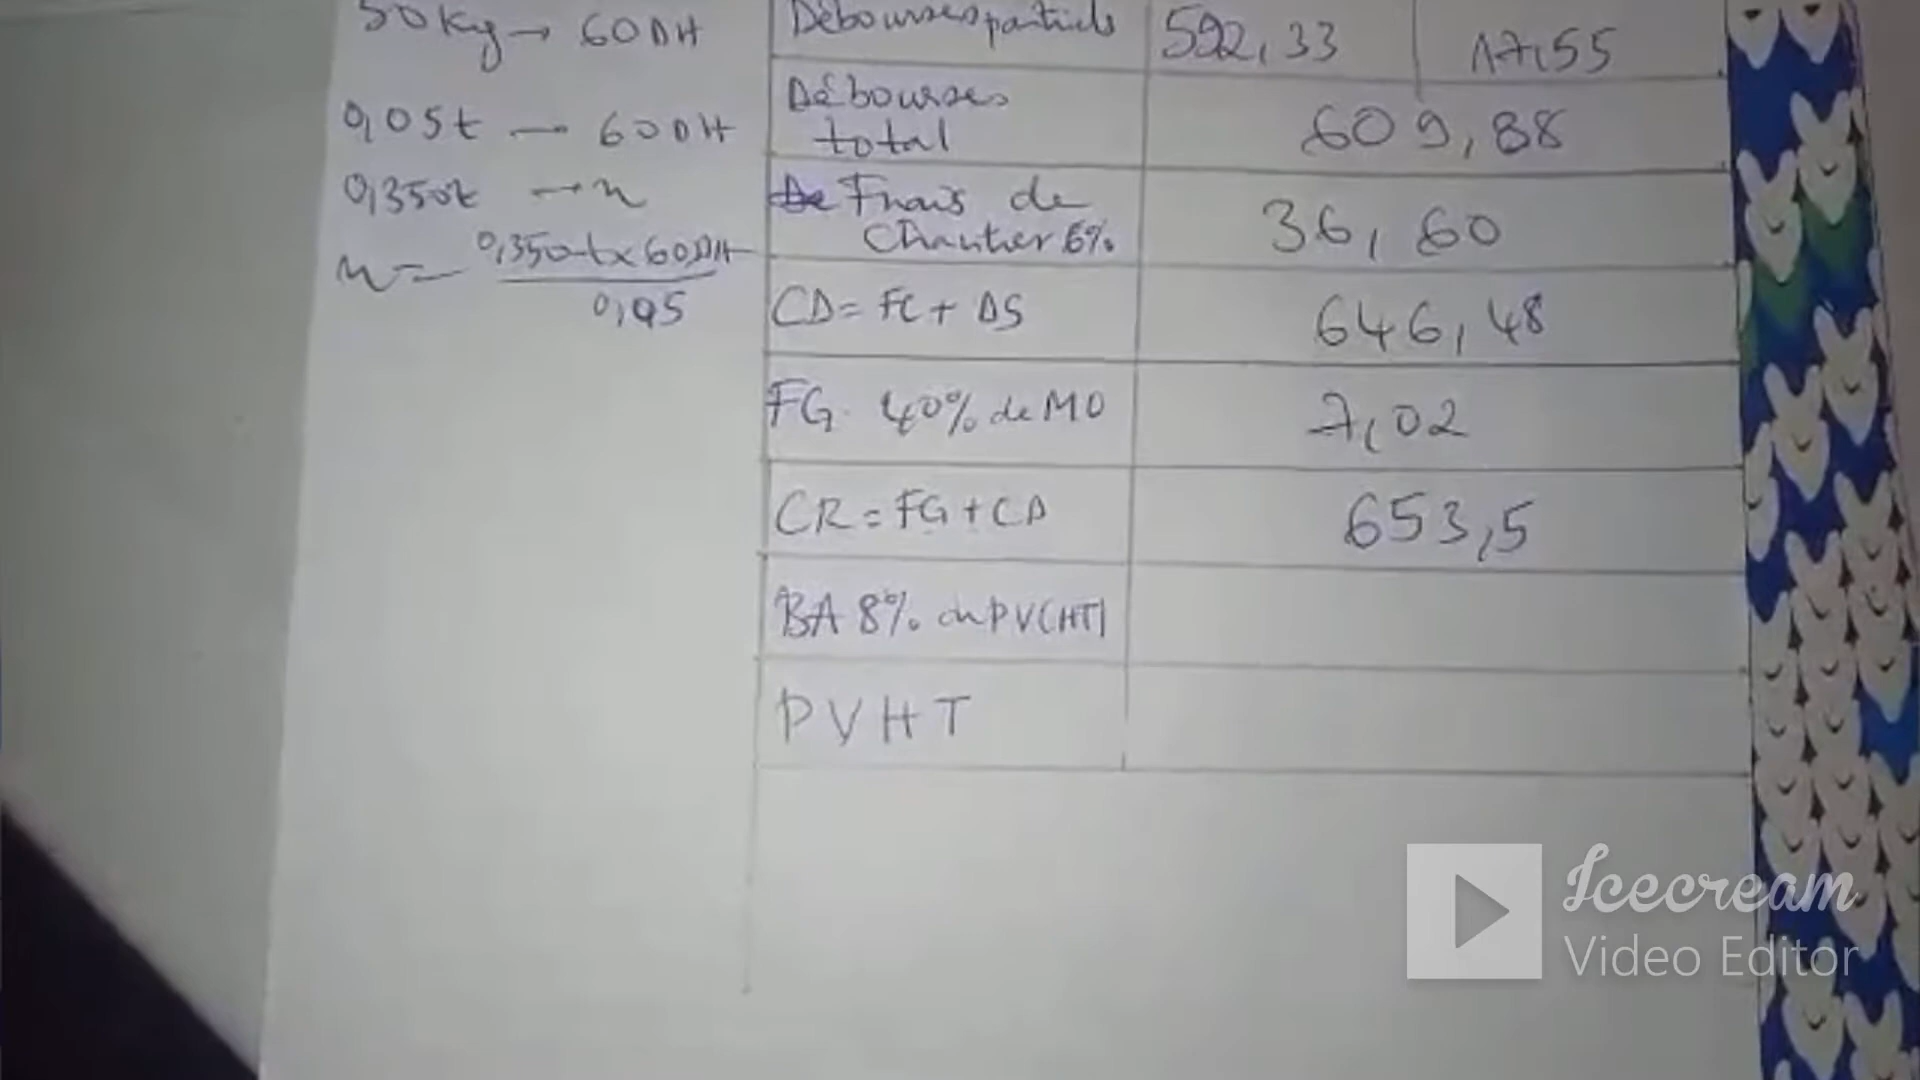 50Kg → 60DH
0,05t → 60DH
0,350t → x
x = 0,350t x 60DH
0,05
Débourses partiels 592,33 17,55
Débourses total 609,88
Frais de Chantier 6% 36,60
CD = FC + DS 646,48
FG 40% de MO 7,02
CR = FG + CD 653,5
BA 8% du PV(HT)
PVHT
Icecream
Video Editor